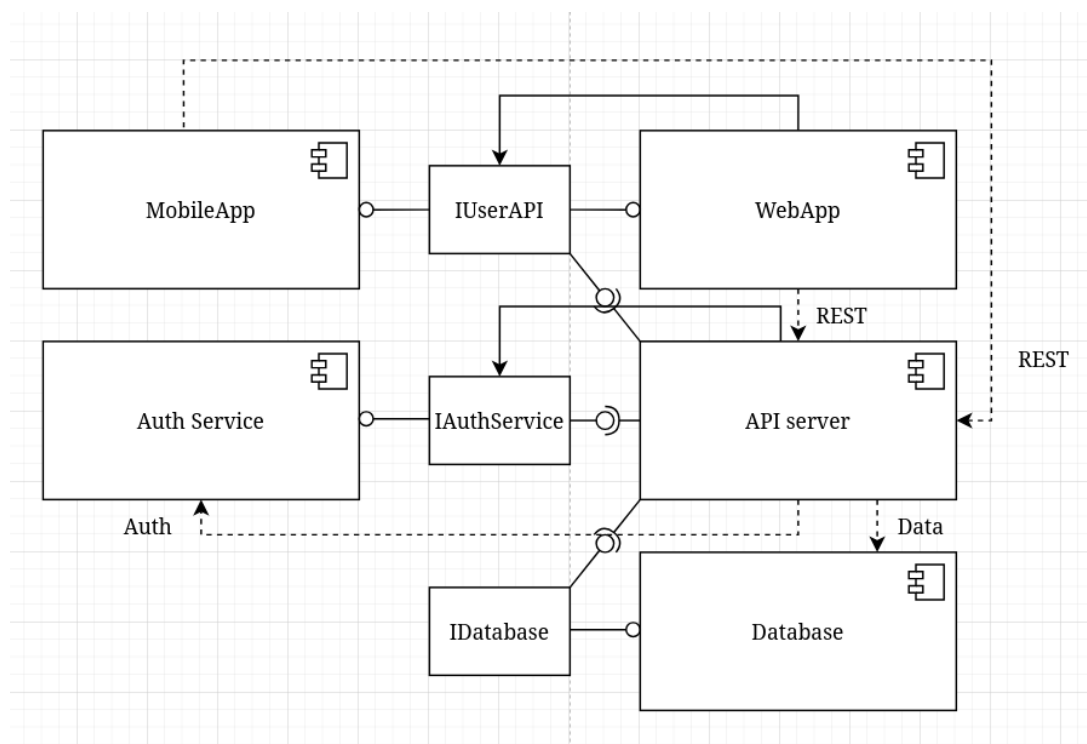 MobileApp
IUserAPI
WebApp
REST
REST
Auth Service
IAuthService
API server
Auth
Data
IDatabase
Database